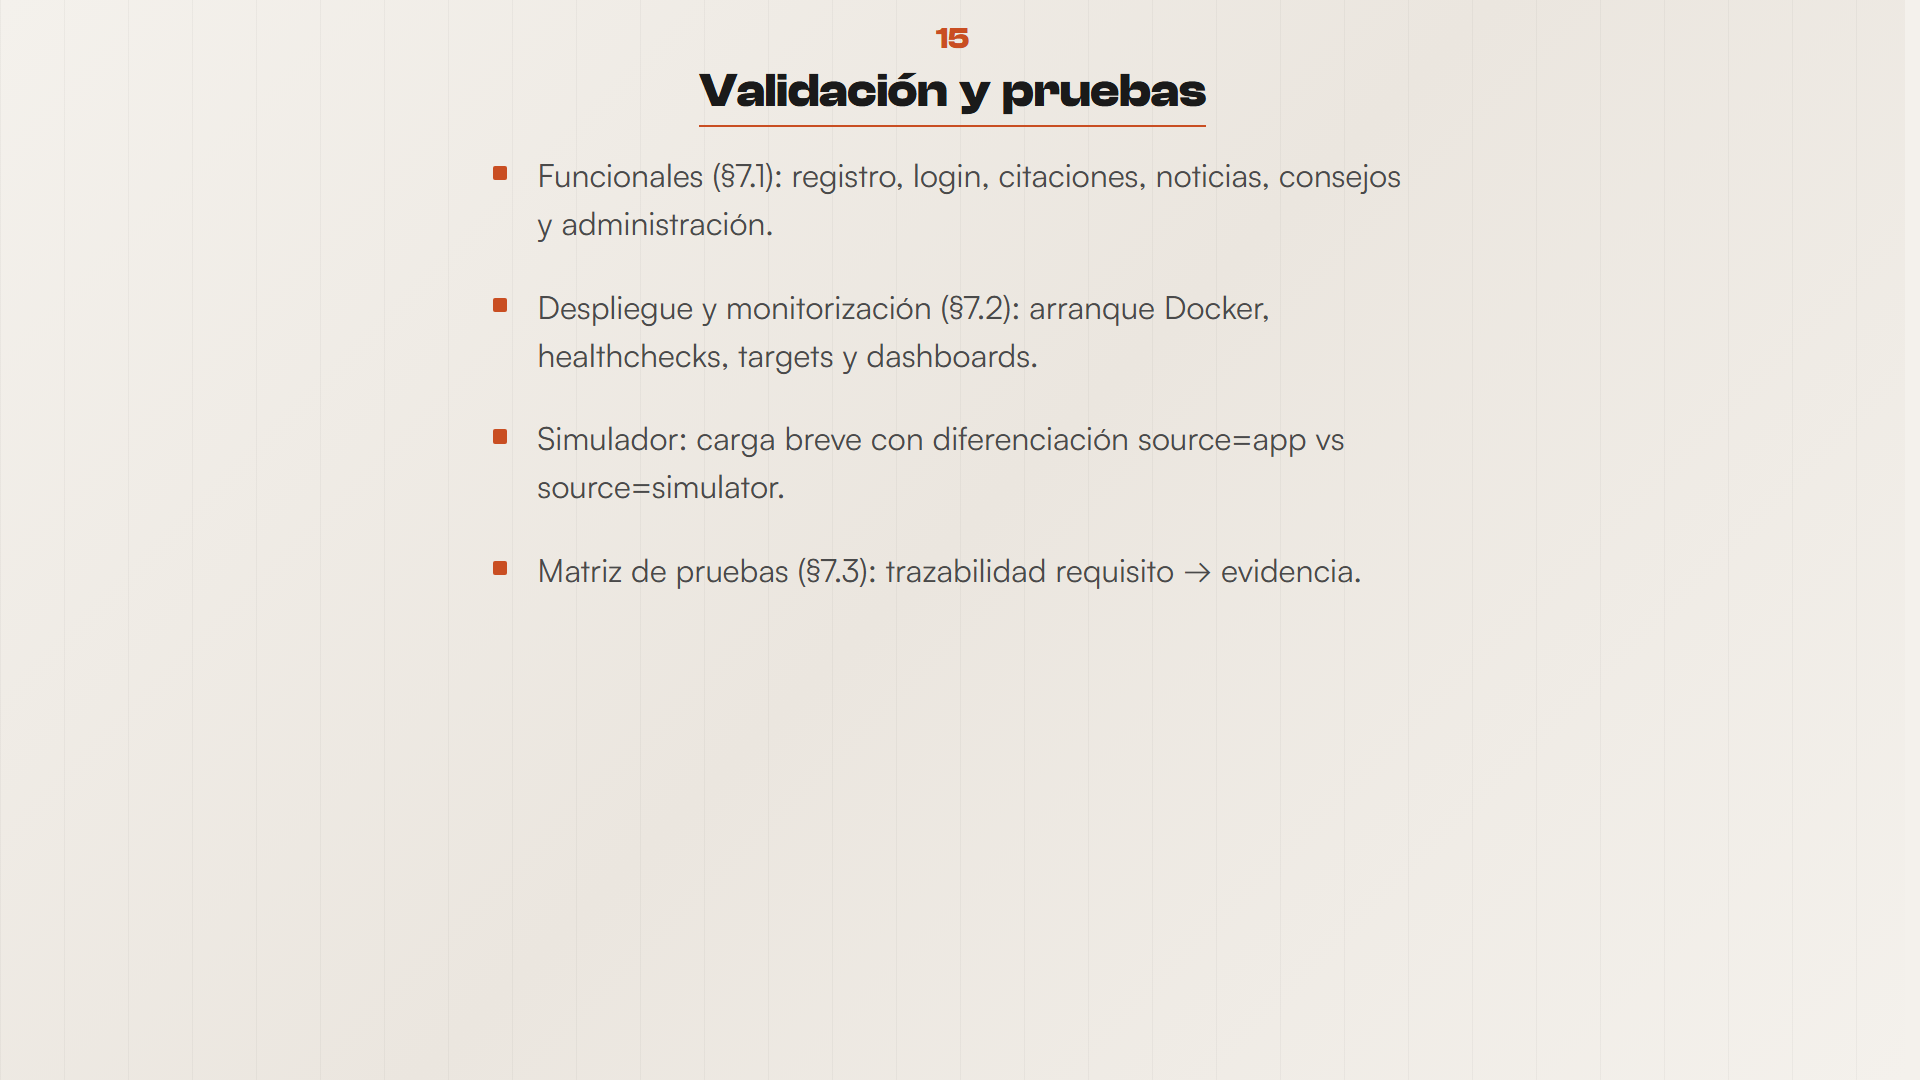 15
Validación y pruebas
Funcionales (§7.1): registro, login, citaciones, noticias, consejos
y administración.
Despliegue y monitorización (§7.2): arranque Docker,
healthchecks, targets y dashboards.
Simulador: carga breve con diferenciación source=app vs
source=simulator.
Matriz de pruebas (§7.3): trazabilidad requisito → evidencia.